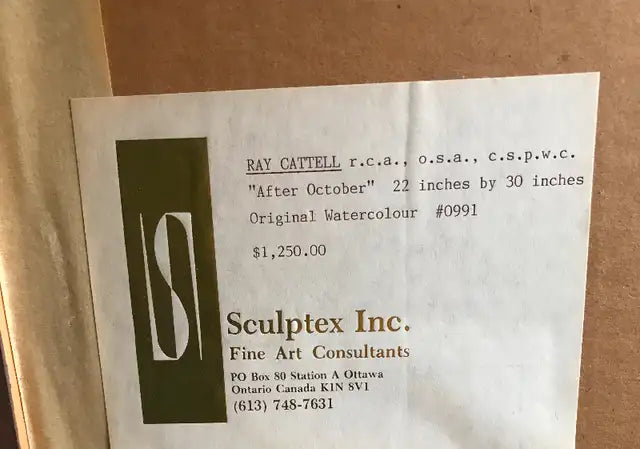 RAY CATTELL r.c.a., o.s.a., c.s.p.w.c.
"After October" 22 inches by 30 inches
Original Watercolour #0991
$1,250.00
S
Sculptex Inc.
Fine Art Consultants
PO Box 80 Station A Ottawa
Ontario Canada K1N 8V1
(613) 748-7631